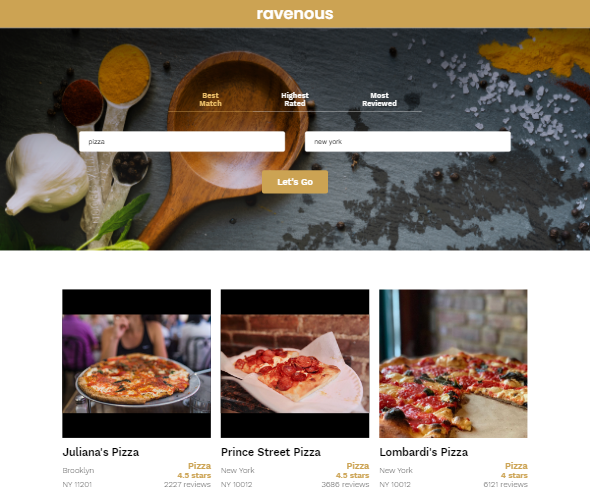 ravenous
Best Match
Highest Rated
Most Reviewed
pizza
new york
Let's Go
Juliana's Pizza
Brooklyn
NY 11201
Pizza
4.5 stars
2227 reviews
Prince Street Pizza
New York
NY 10012
Pizza
4.5 stars
3686 reviews
Lombardi's Pizza
New York
NY 10012
Pizza
4 stars
6121 reviews